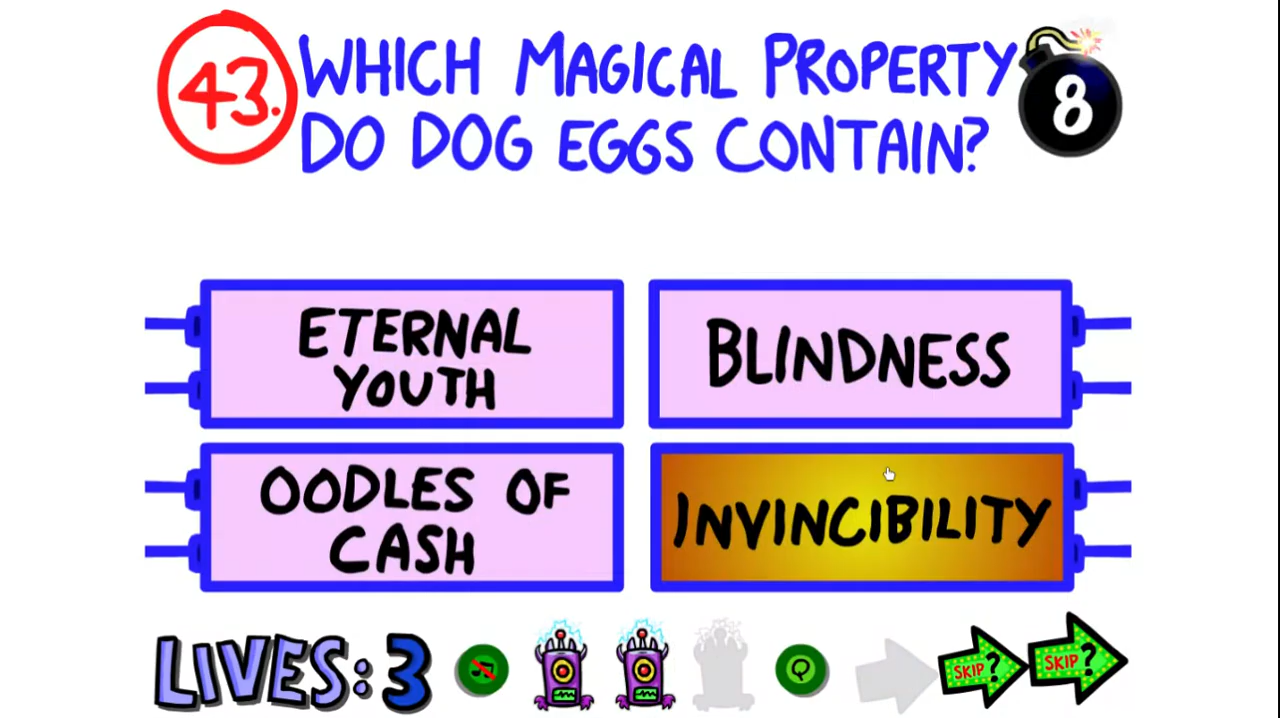 43. WHICH MAGICAL PROPERTY
DO DOG EGGS CONTAIN?
8
ETERNAL
YOUTH
BLINDNESS
OODLES OF
CASH
INVINCIBILITY
LIVES: 3
SKIP?
SKIP?